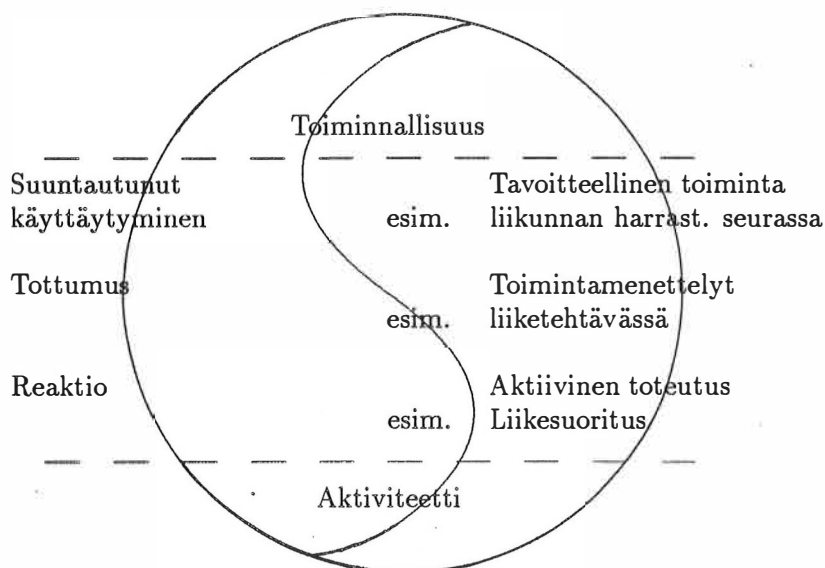 Toiminnallisuus
Suuntautunut Tavoitteellinen toiminta
käyttäytyminen esim. liikunnan harrast. seurassa
Tottumus Toimintamenettelyt
esim. liiketehtävässä
Reaktio Aktiivinen toteutus
esim. Liikesuoritus
Aktiviteetti